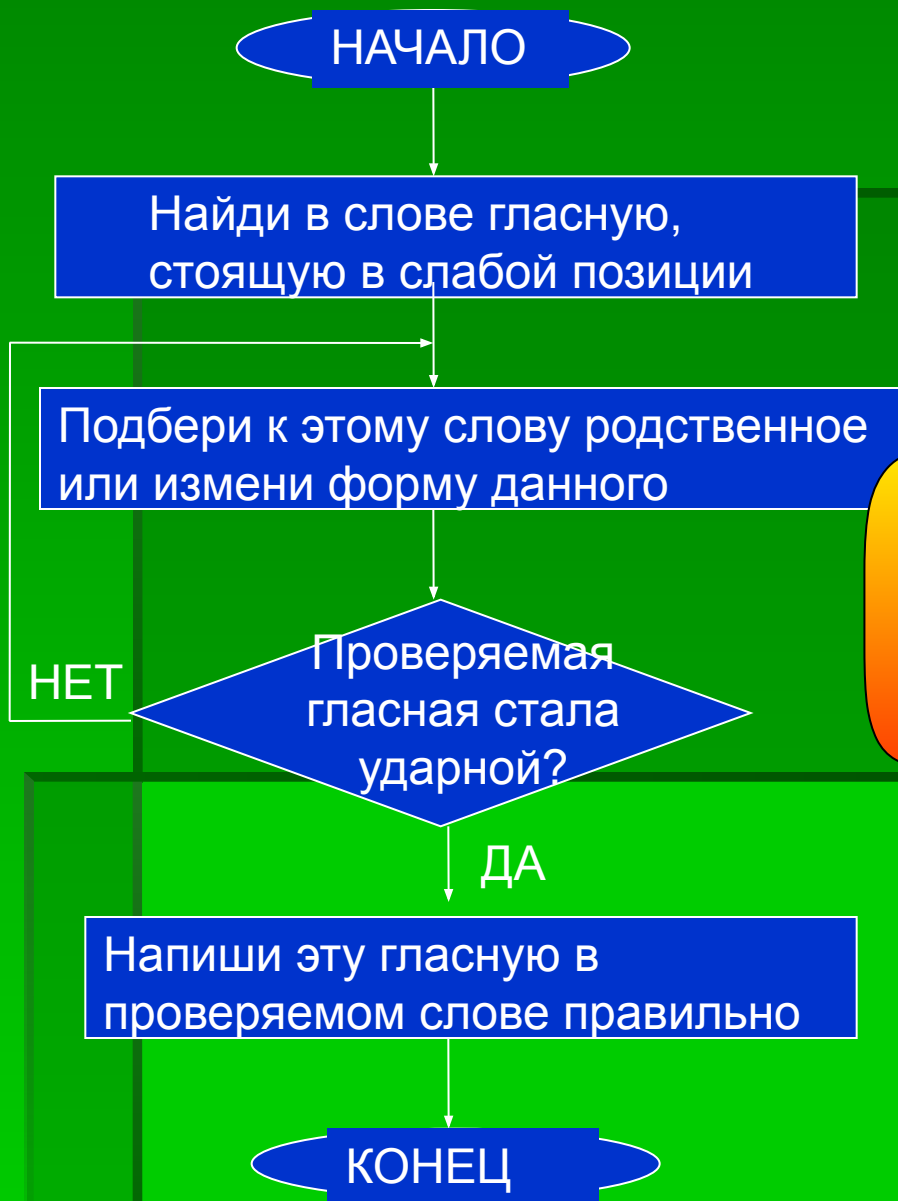 НАЧАЛО
Найди в слове гласную,
стоящую в слабой позиции
Подбери к этому слову родственное
или измени форму данного
Проверяемая
гласная стала
ударной?
НЕТ
ДА
Напиши эту гласную в
проверяемом слове правильно
КОНЕЦ